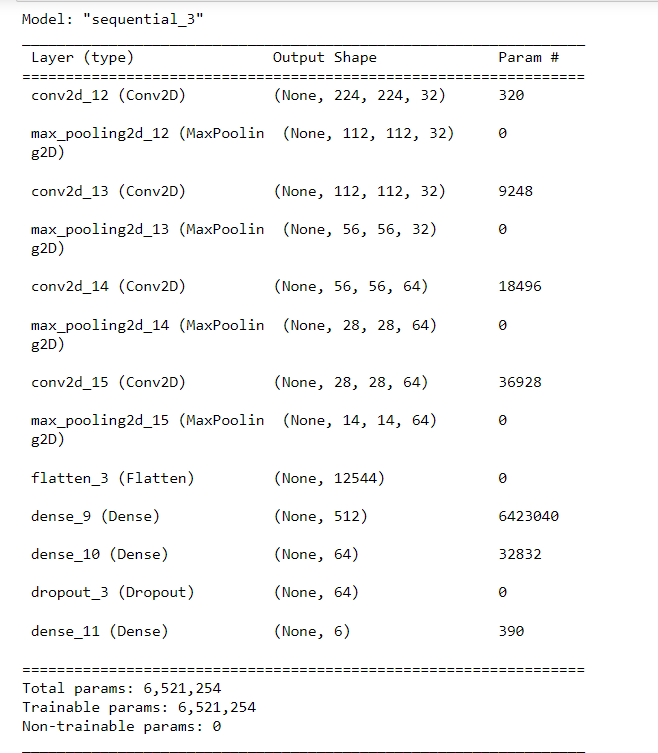 Model: "sequential_3"
_________________________________________________________________
Layer (type) Output Shape Param #
=================================================================
conv2d_12 (Conv2D) (None, 224, 224, 32) 320
max_pooling2d_12 (MaxPoolin (None, 112, 112, 32) 0
g2D)
conv2d_13 (Conv2D) (None, 112, 112, 32) 9248
max_pooling2d_13 (MaxPoolin (None, 56, 56, 32) 0
g2D)
conv2d_14 (Conv2D) (None, 56, 56, 64) 18496
max_pooling2d_14 (MaxPoolin (None, 28, 28, 64) 0
g2D)
conv2d_15 (Conv2D) (None, 28, 28, 64) 36928
max_pooling2d_15 (MaxPoolin (None, 14, 14, 64) 0
g2D)
flatten_3 (Flatten) (None, 12544) 0
dense_9 (Dense) (None, 512) 6423040
dense_10 (Dense) (None, 64) 32832
dropout_3 (Dropout) (None, 64) 0
dense_11 (Dense) (None, 6) 390
=================================================================
Total params: 6,521,254
Trainable params: 6,521,254
Non-trainable params: 0
_________________________________________________________________